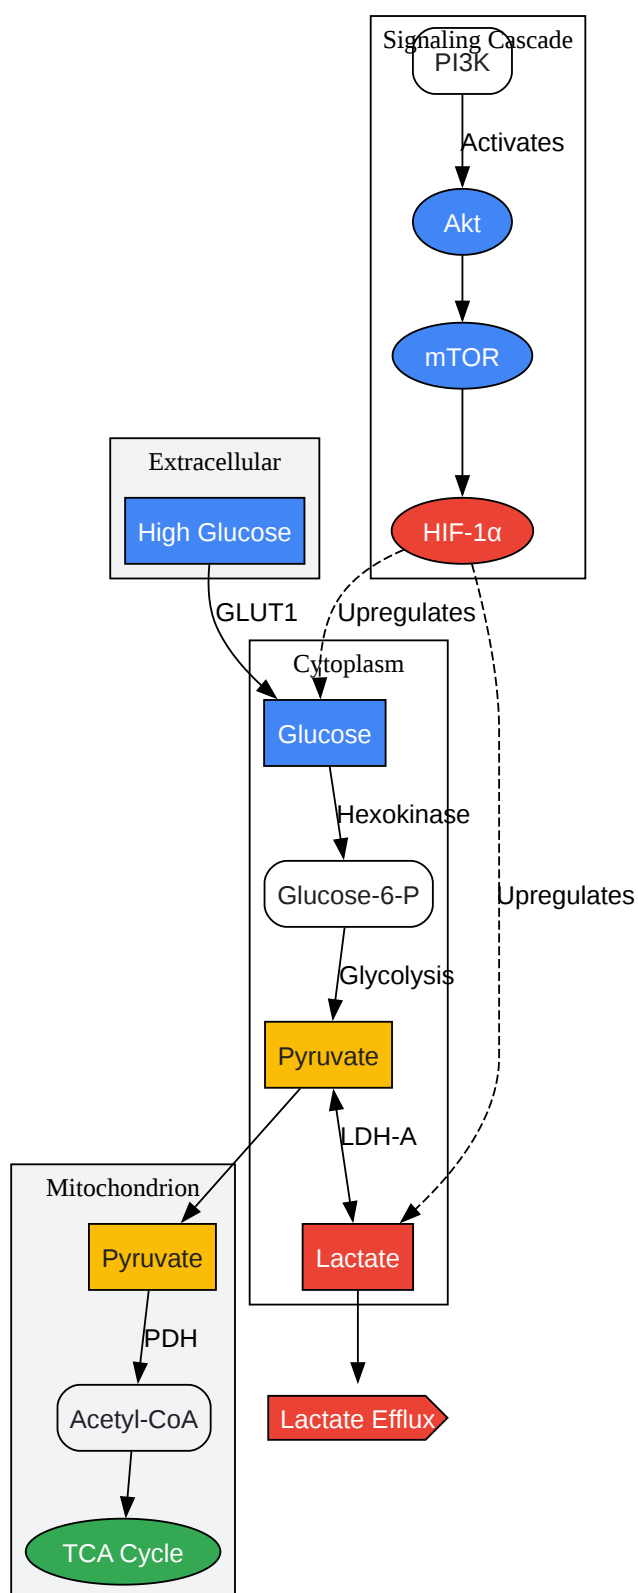 Signaling Cascade
PI3K
Activates
Akt
mTOR
Extracellular
High Glucose
HIF-1α
GLUT1
Upregulates
Cytoplasm
Glucose
Hexokinase
Glucose-6-P
Upregulates
Glycolysis
Pyruvate
LDH-A
Mitochondrion
Pyruvate
Lactate
PDH
Acetyl-CoA
Lactate Efflux
TCA Cycle